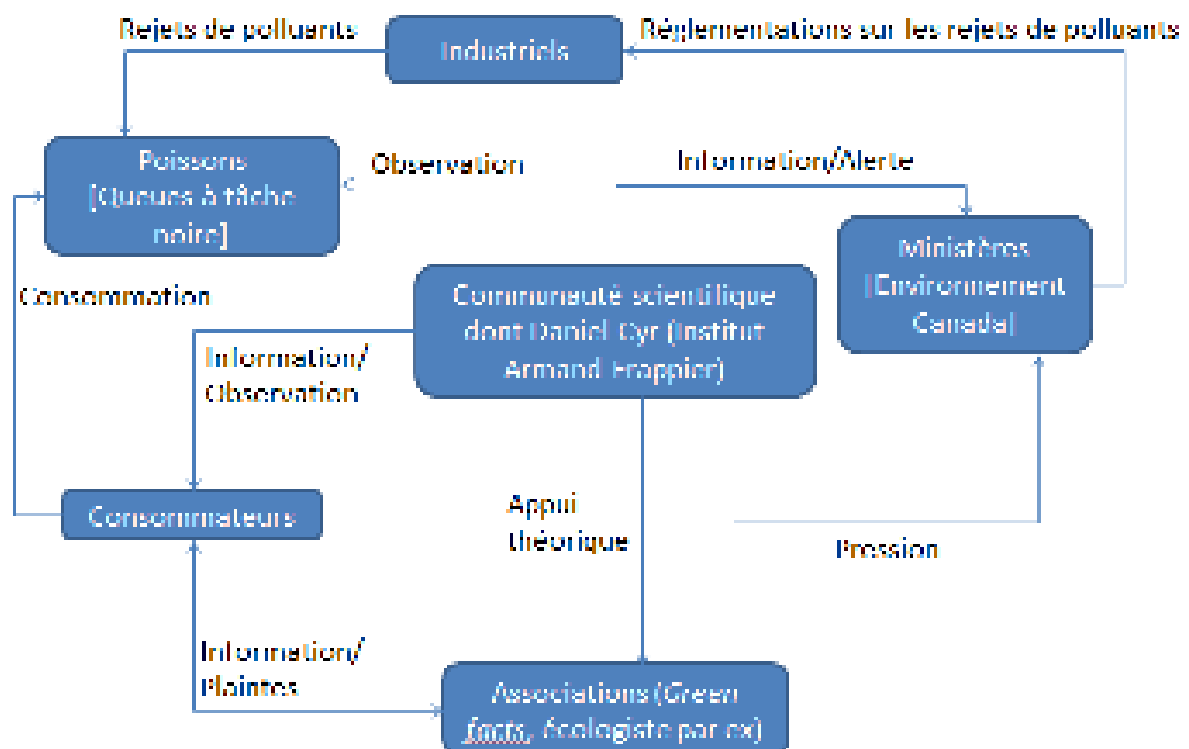 Rejets de polluants
Industriels
Réglementations sur les rejets de polluants
Poissons
[Queues à tâche
noire]
Observation
Information/Alerte
Ministères
[Environnement
Canada]
Consommation
Communauté scientifique
dont Daniel Cyr (Institut
Armand Frappier)
Information/
Observation
Consommateurs
Appui
théorique
Pression
Information/
Plaintes
Associations (Green
facts, écologiste par ex)